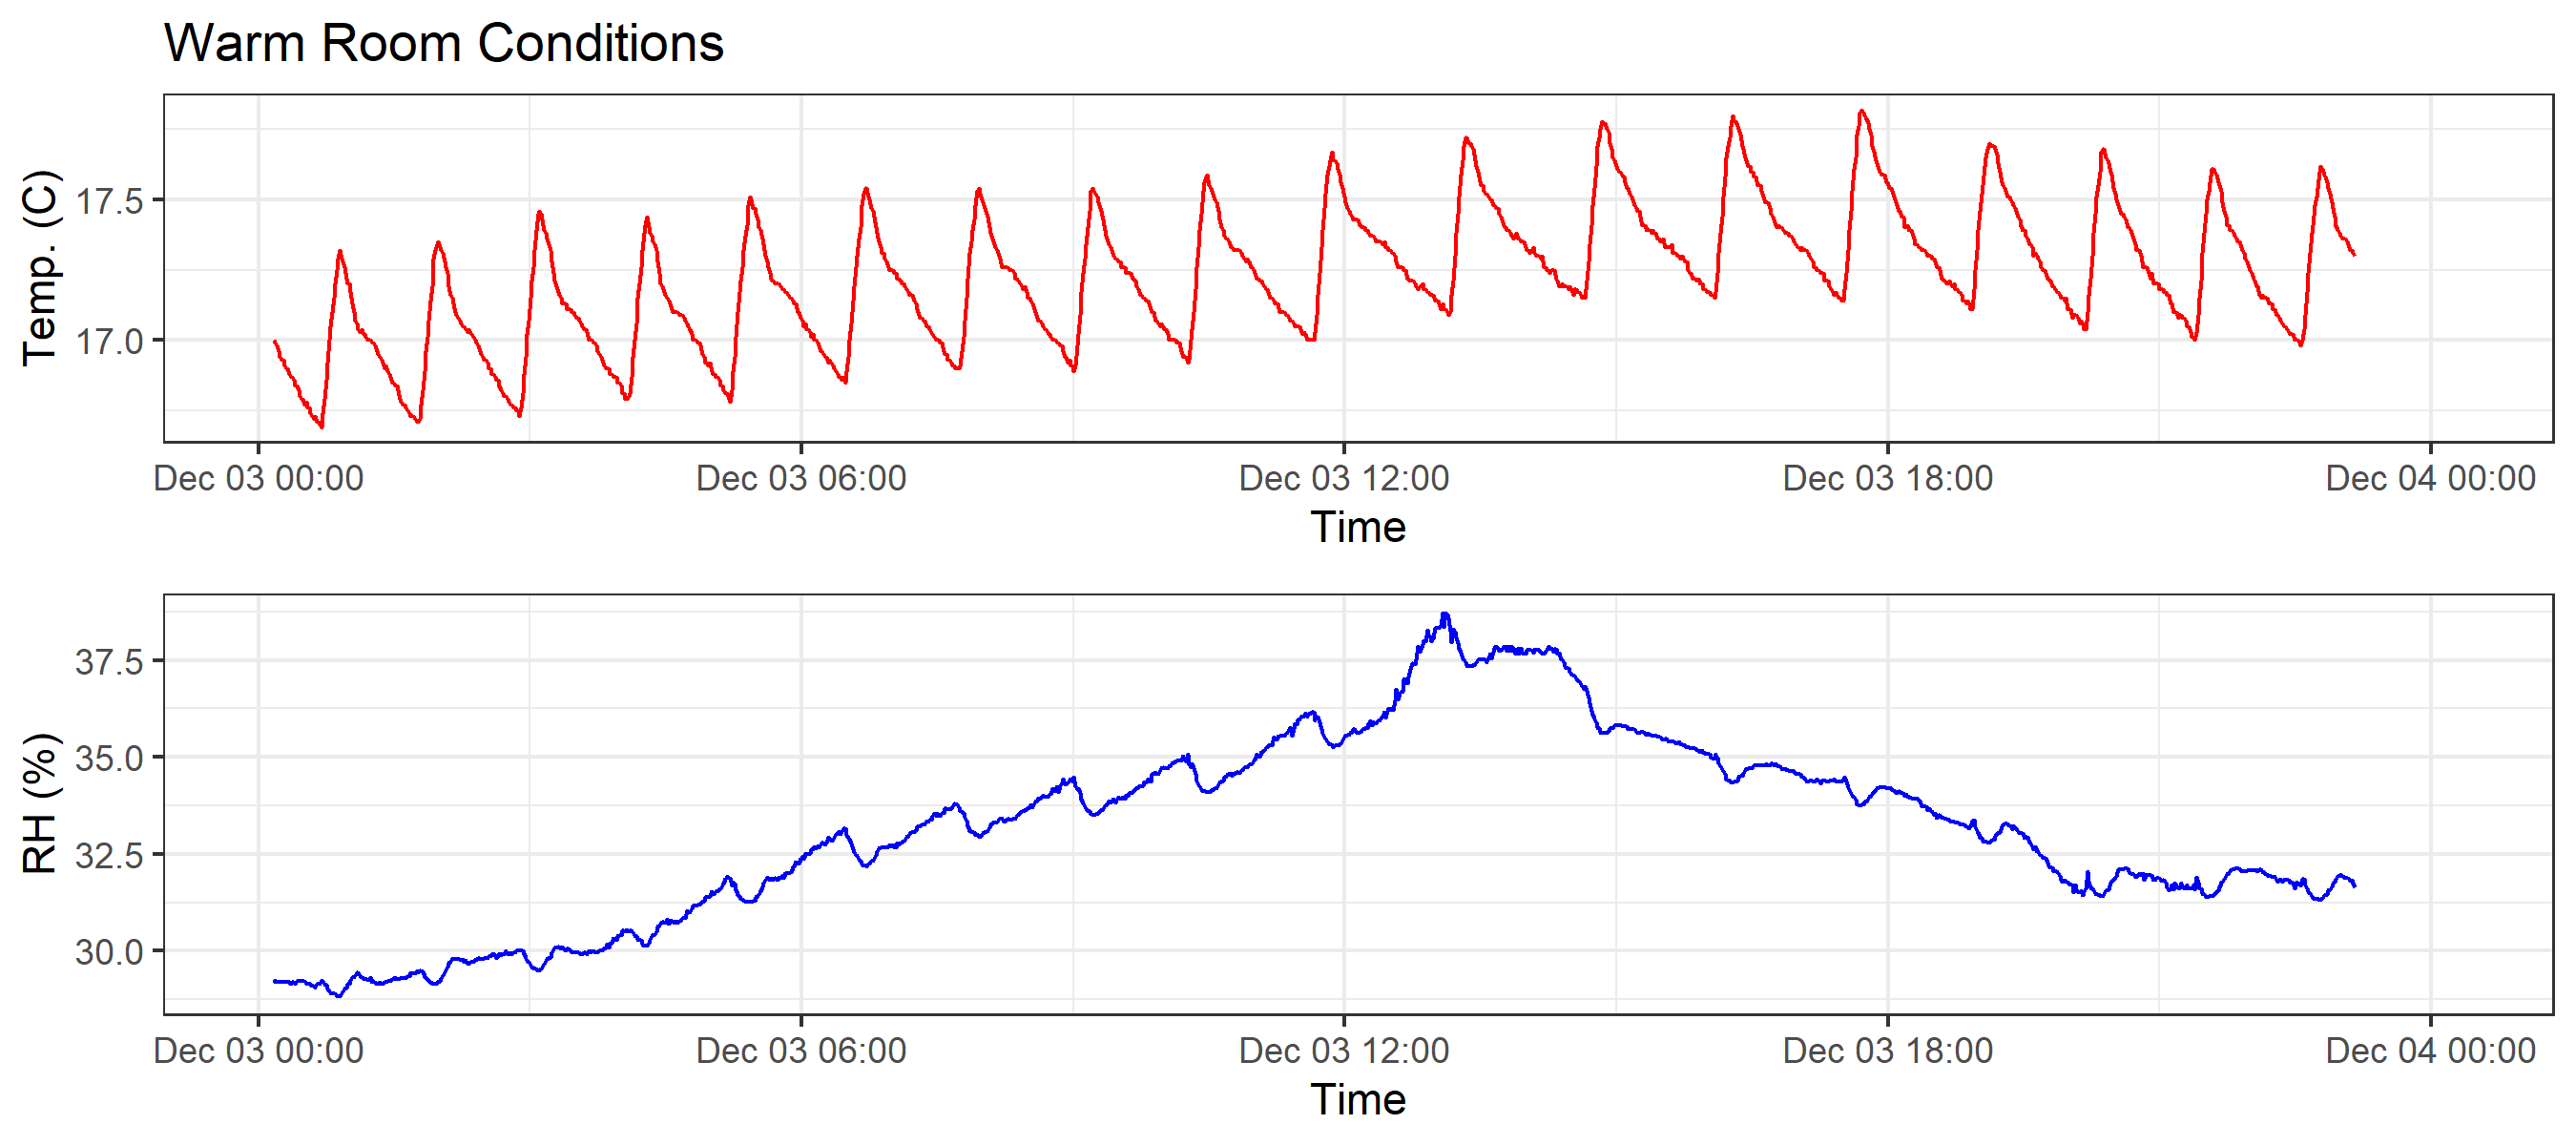 Warm Room Conditions
Temp. (C)
17.5
17.0
Dec 03 00:00 Dec 03 06:00 Dec 03 12:00 Dec 03 18:00 Dec 04 00:00
Time
RH (%)
37.5
35.0
32.5
30.0
Dec 03 00:00 Dec 03 06:00 Dec 03 12:00 Dec 03 18:00 Dec 04 00:00
Time